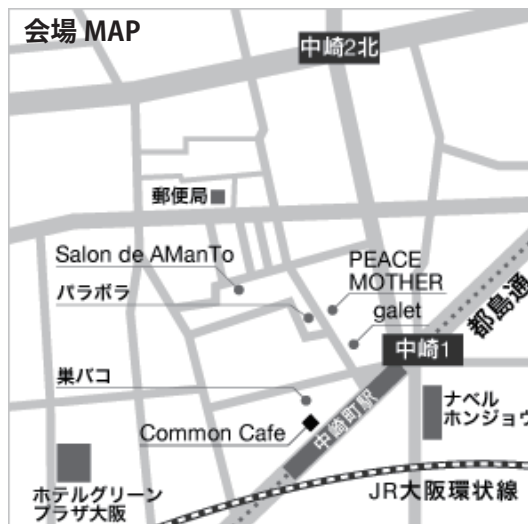 会場 MAP
中崎2北
郵便局
Salon de AManTo
PEACE
MOTHER
パラボラ
galet
都島通
中崎1
巣バコ
ナベル
ホンジョウ
Common Cafe
中崎町駅
JR大阪環状線
ホテルグリーン
プラザ大阪